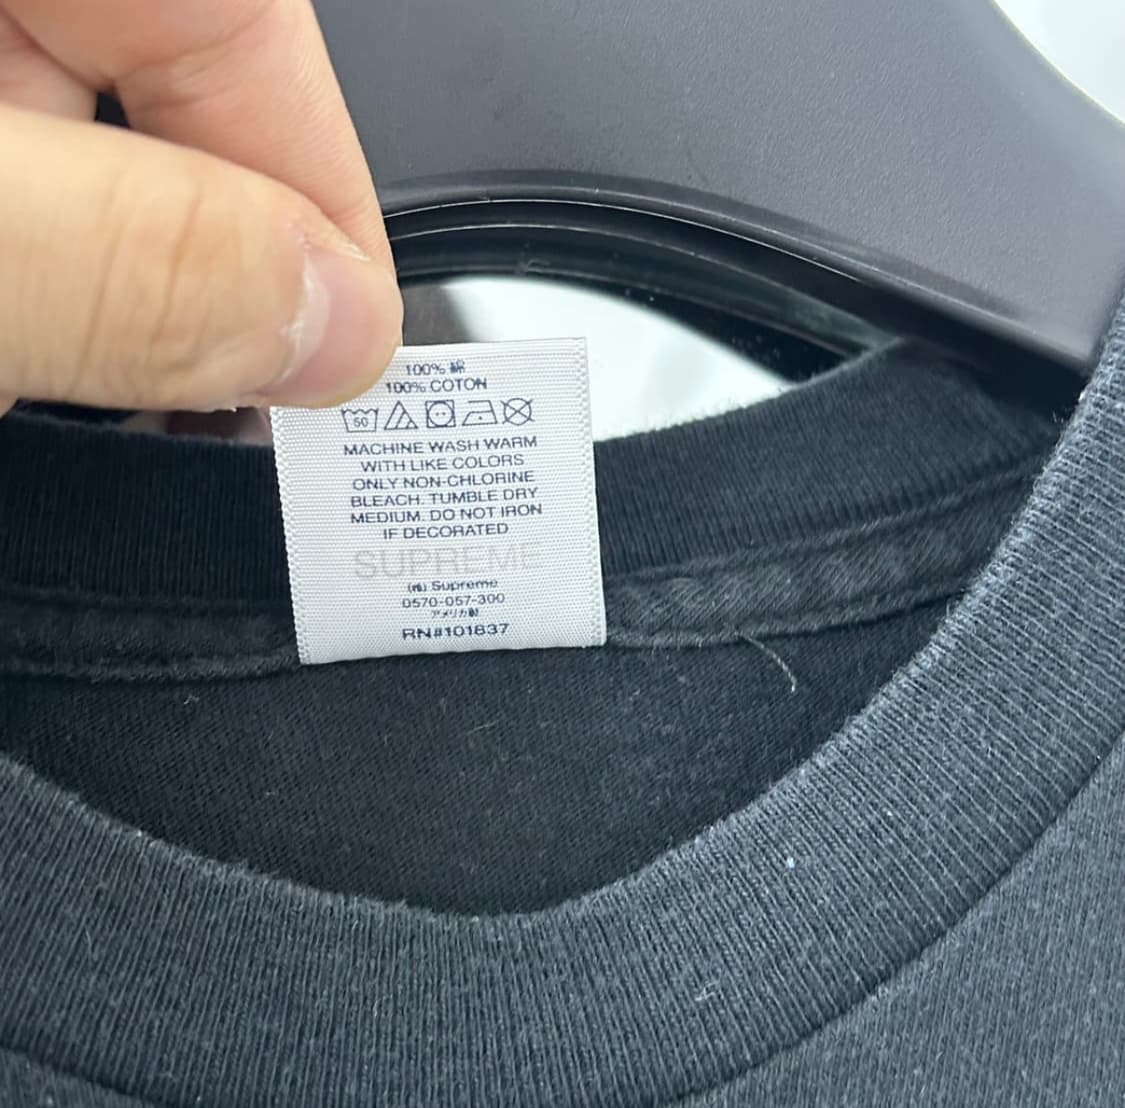 100% 綿
100% COTON
50
MACHINE WASH WARM
WITH LIKE COLORS
ONLY NON-CHLORINE
BLEACH. TUMBLE DRY
MEDIUM. DO NOT IRON
IF DECORATED
SUPREME
(株) Supreme
0570-057-300
アメリカ製
RN#101837